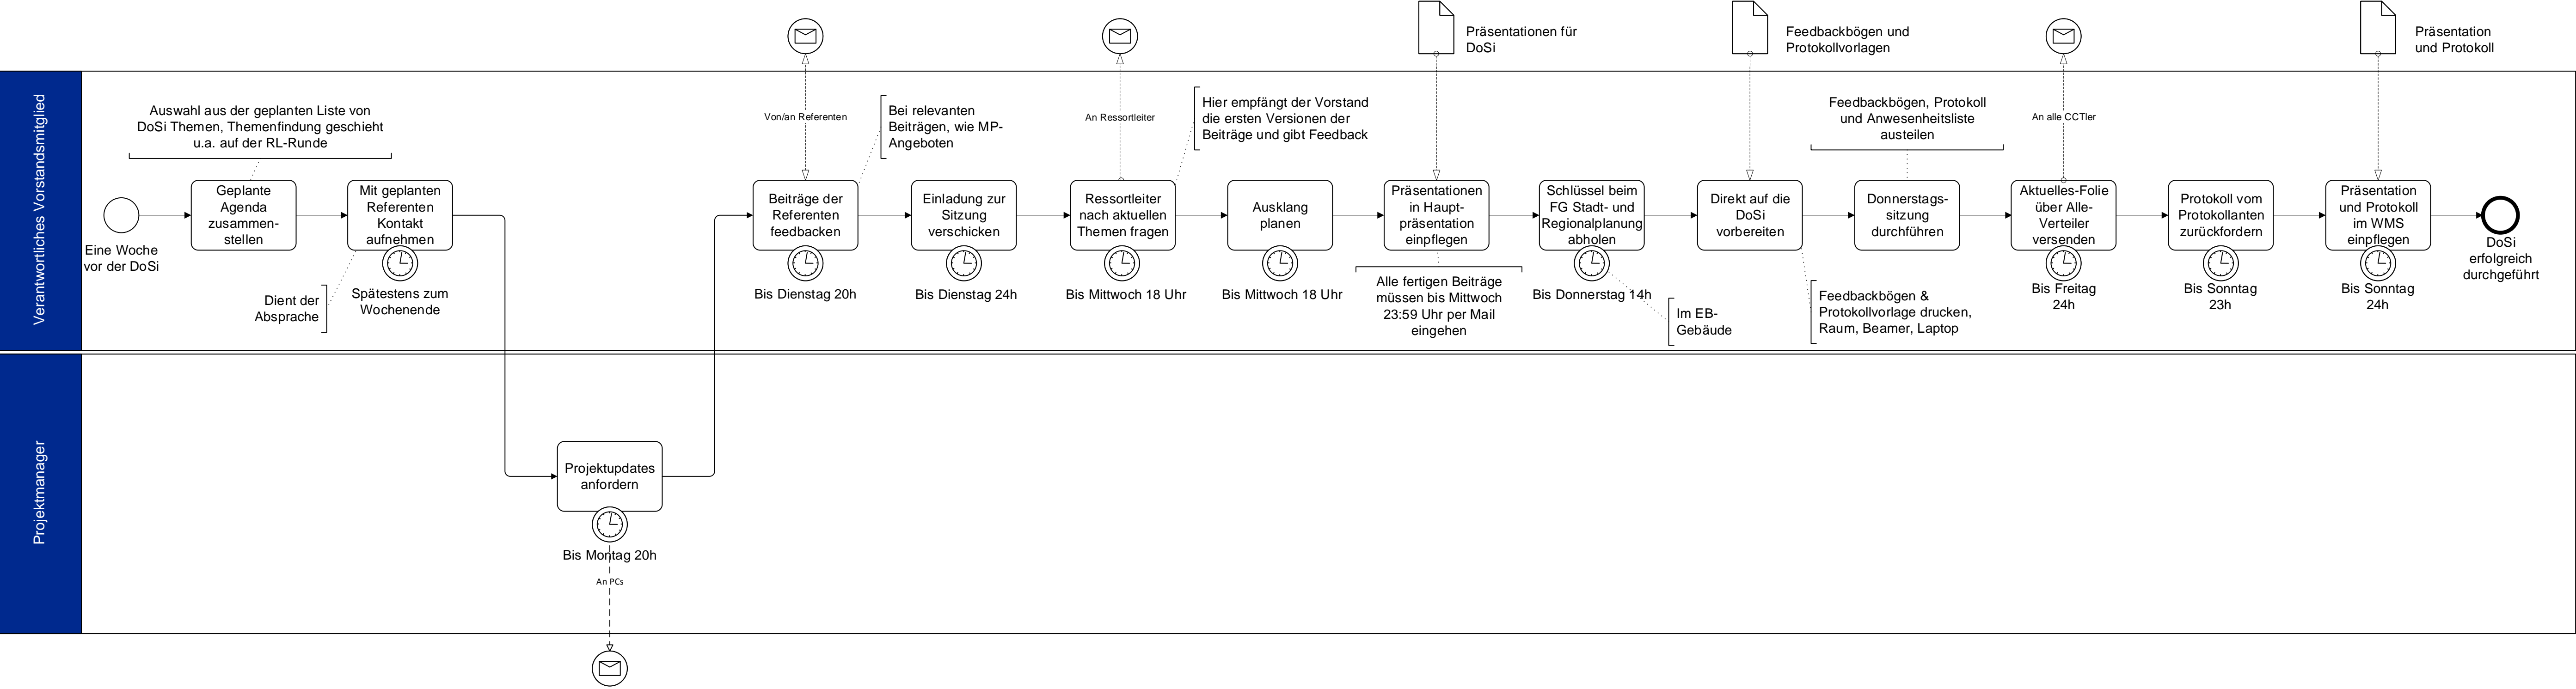 Präsentationen für
DoSi
Feedbackbögen und
Protokollvorlagen
Präsentation
und Protokoll
Verantwortliches Vorstandsmitglied
Auswahl aus der geplanten Liste von
DoSi Themen, Themenfindung geschieht
u.a. auf der RL-Runde
Von/an Referenten
Bei relevanten
Beiträgen, wie MP-
Angeboten
An Ressortleiter
Hier empfängt der Vorstand
die ersten Versionen der
Beiträge und gibt Feedback
Feedbackbögen, Protokoll
und Anwesenheitsliste
austeilen
An alle CCTler
Eine Woche
vor der DoSi
Geplante
Agenda
zusammen-
stellen
Mit geplanten
Referenten
Kontakt
aufnehmen
Spätestens zum
Wochenende
Dient der
Absprache
Beiträge der
Referenten
feedbacken
Bis Dienstag 20h
Einladung zur
Sitzung
verschicken
Bis Dienstag 24h
Ressortleiter
nach aktuellen
Themen fragen
Bis Mittwoch 18 Uhr
Ausklang
planen
Bis Mittwoch 18 Uhr
Präsentationen
in Haupt-
präsentation
einpflegen
Alle fertigen Beiträge
müssen bis Mittwoch
23:59 Uhr per Mail
eingehen
Schlüssel beim
FG Stadt- und
Regionalplanung
abholen
Bis Donnerstag 14h
Im EB-
Gebäude
Direkt auf die
DoSi
vorbereiten
Feedbackbögen &
Protokollvorlage drucken,
Raum, Beamer, Laptop
Donnerstags-
sitzung
durchführen
Aktuelles-Folie
über Alle-
Verteiler
versenden
Bis Freitag
24h
Protokoll vom
Protokollanten
zurückfordern
Bis Sonntag
23h
Präsentation
und Protokoll
im WMS
einpflegen
Bis Sonntag
24h
DoSi
erfolgreich
durchgeführt
Projektmanager
Projektupdates
anfordern
Bis Montag 20h
An PCs